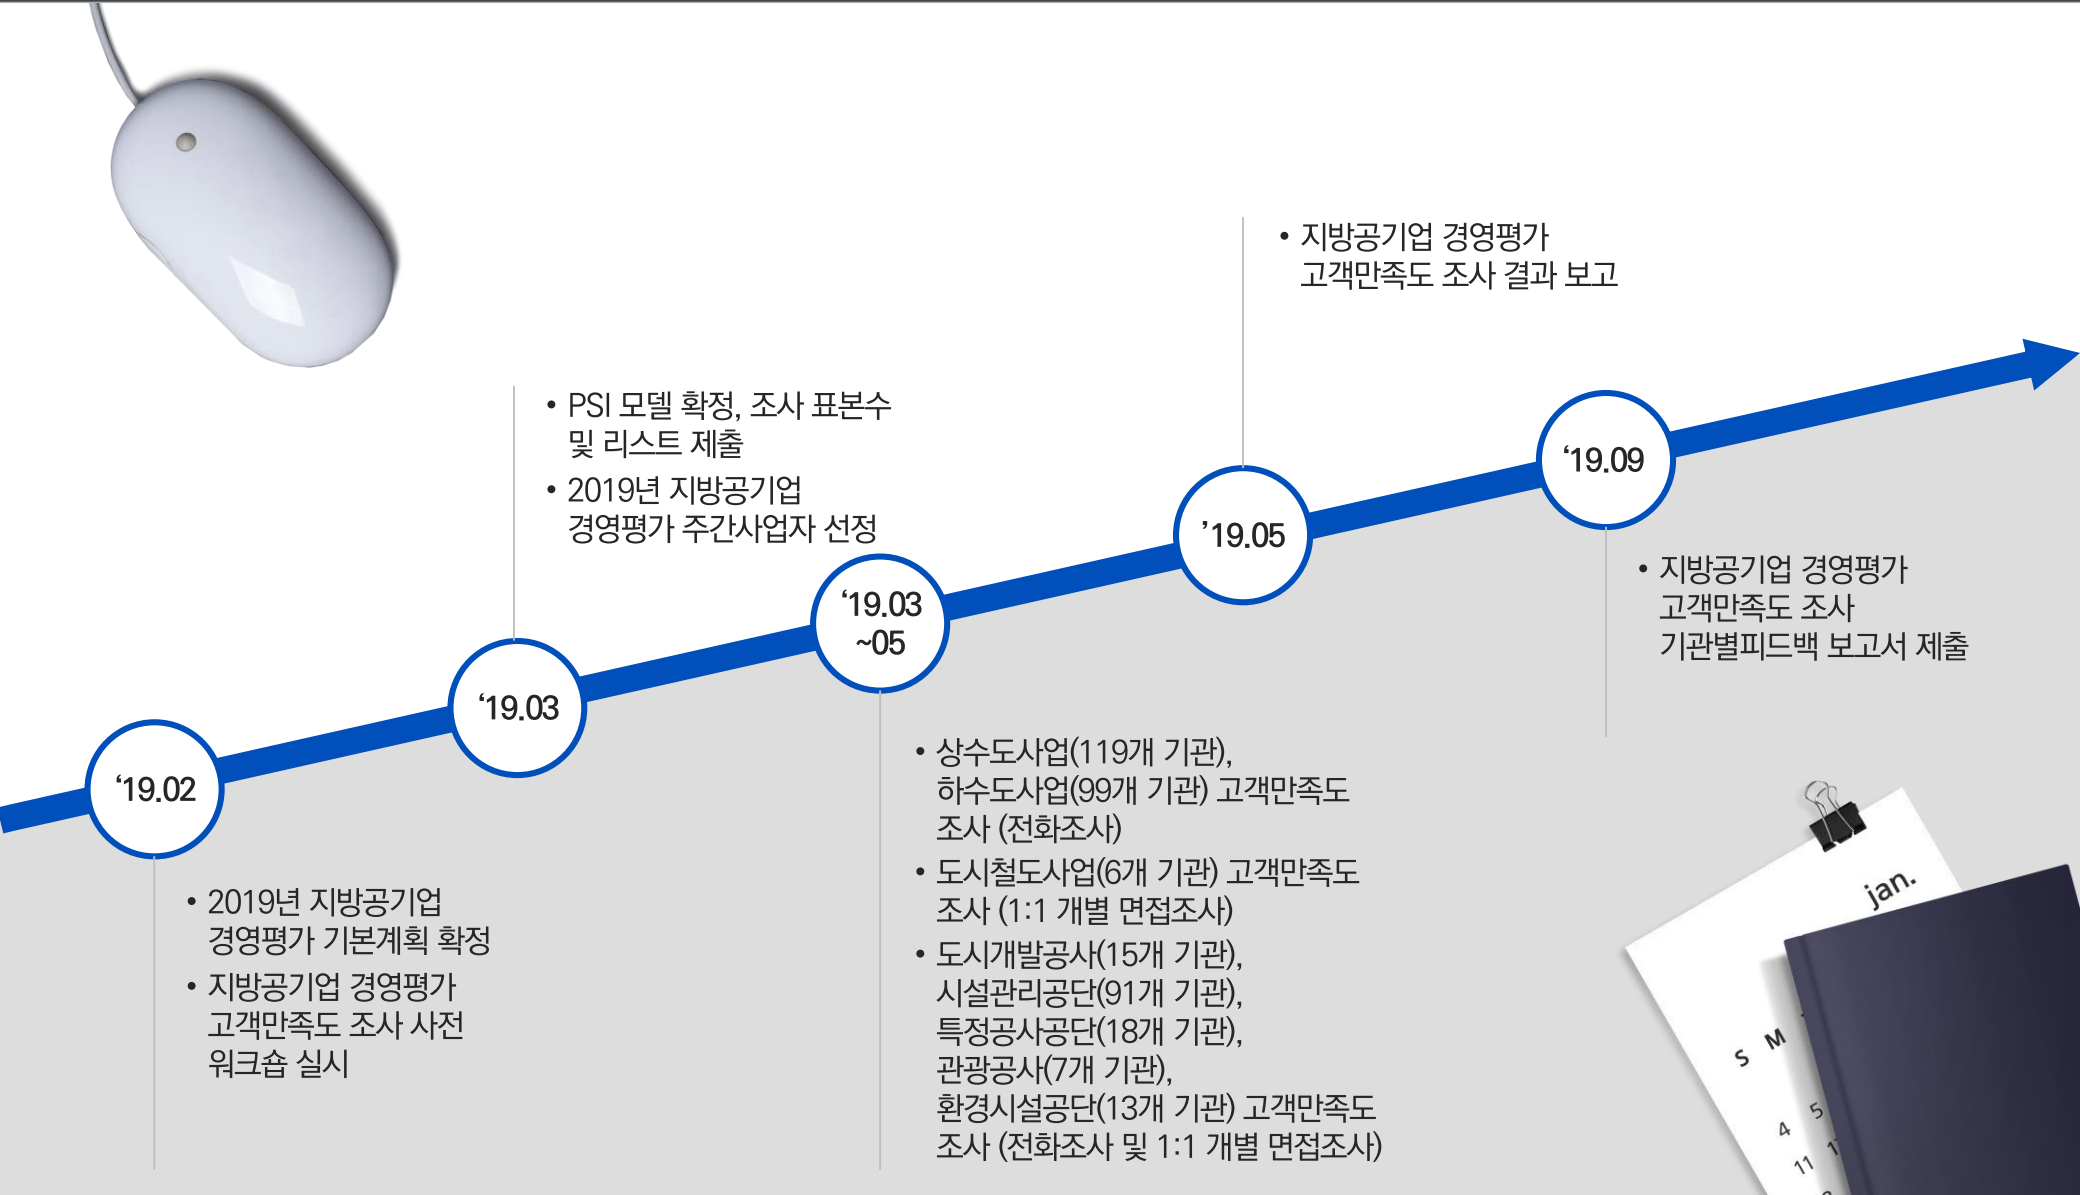 • 지방공기업 경영평가
고객만족도 조사 결과 보고
• PSI 모델 확정, 조사 표본수
및 리스트 제출
• 2019년 지방공기업
경영평가 주간사업자 선정
‘19.02
‘19.03
‘19.03
~05
’19.05
‘19.09
• 지방공기업 경영평가
고객만족도 조사
기관별피드백 보고서 제출
• 2019년 지방공기업
경영평가 기본계획 확정
• 지방공기업 경영평가
고객만족도 조사 사전
워크숍 실시
• 상수도사업(119개 기관),
하수도사업(99개 기관) 고객만족도
조사 (전화조사)
• 도시철도사업(6개 기관) 고객만족도
조사 (1:1 개별 면접조사)
• 도시개발공사(15개 기관),
시설관리공단(91개 기관),
특정공사공단(18개 기관),
관광공사(7개 기관),
환경시설공단(13개 기관) 고객만족도
조사 (전화조사 및 1:1 개별 면접조사)
jan.
S M
4 5
11